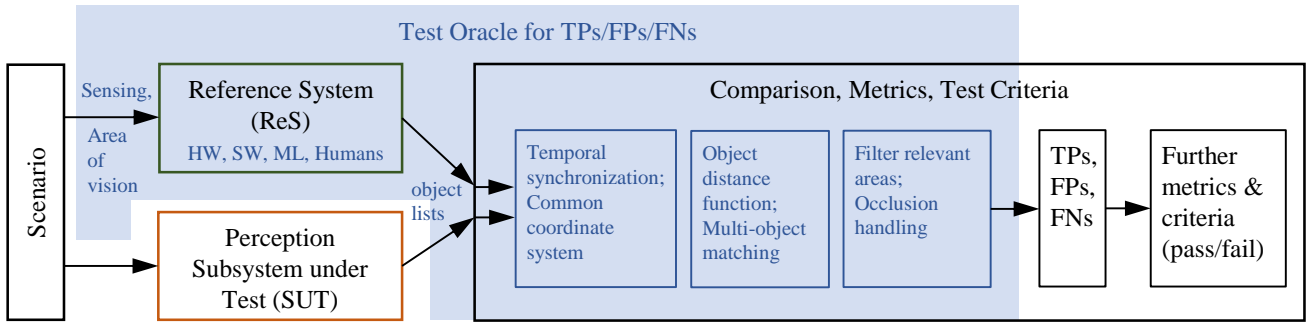 Test Oracle for TPs/FPs/FNs
Scenario
Sensing,
Area
of
vision
Reference System
(ReS)
HW, SW, ML, Humans
Perception
Subsystem under
Test (SUT)
object
lists
Comparison, Metrics, Test Criteria
Temporal
synchronization;
Common
coordinate
system
Object
distance
function;
Multi-object
matching
Filter relevant
areas;
Occlusion
handling
TPs,
FPs,
FNs
Further
metrics &
criteria
(pass/fail)